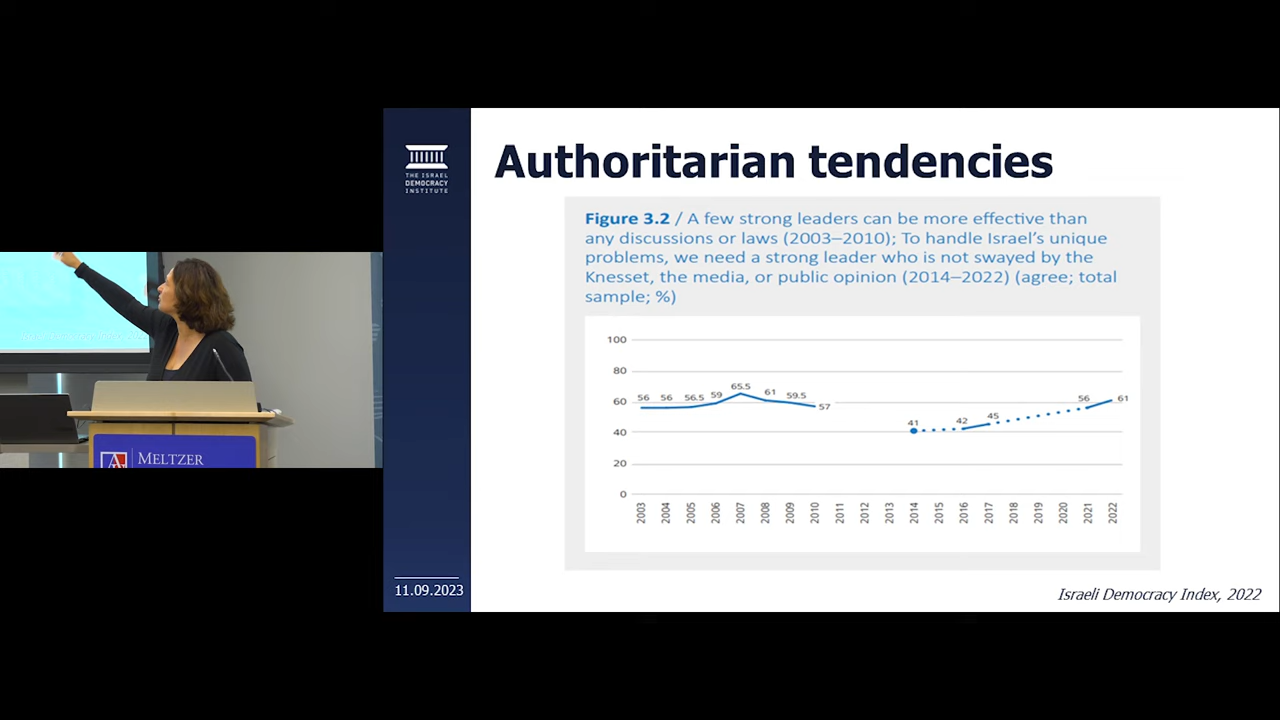 Authoritarian tendencies
THE ISRAEL
DEMOCRACY
INSTITUTE
Figure 3.2 / A few strong leaders can be more effective than
any discussions or laws (2003–2010); To handle Israel's unique
problems, we need a strong leader who is not swayed by the
Knesset, the media, or public opinion (2014–2022) (agree; total
sample; %)
100
80
60
40
20
0
56 56 56.5 59 65.5 61 59.5 57 41 42 45 56 61
2003 2004 2005 2006 2007 2008 2009 2010 2011 2012 2013 2014 2015 2016 2017 2018 2019 2020 2021 2022
11.09.2023
Israeli Democracy Index, 2022
MELTZER